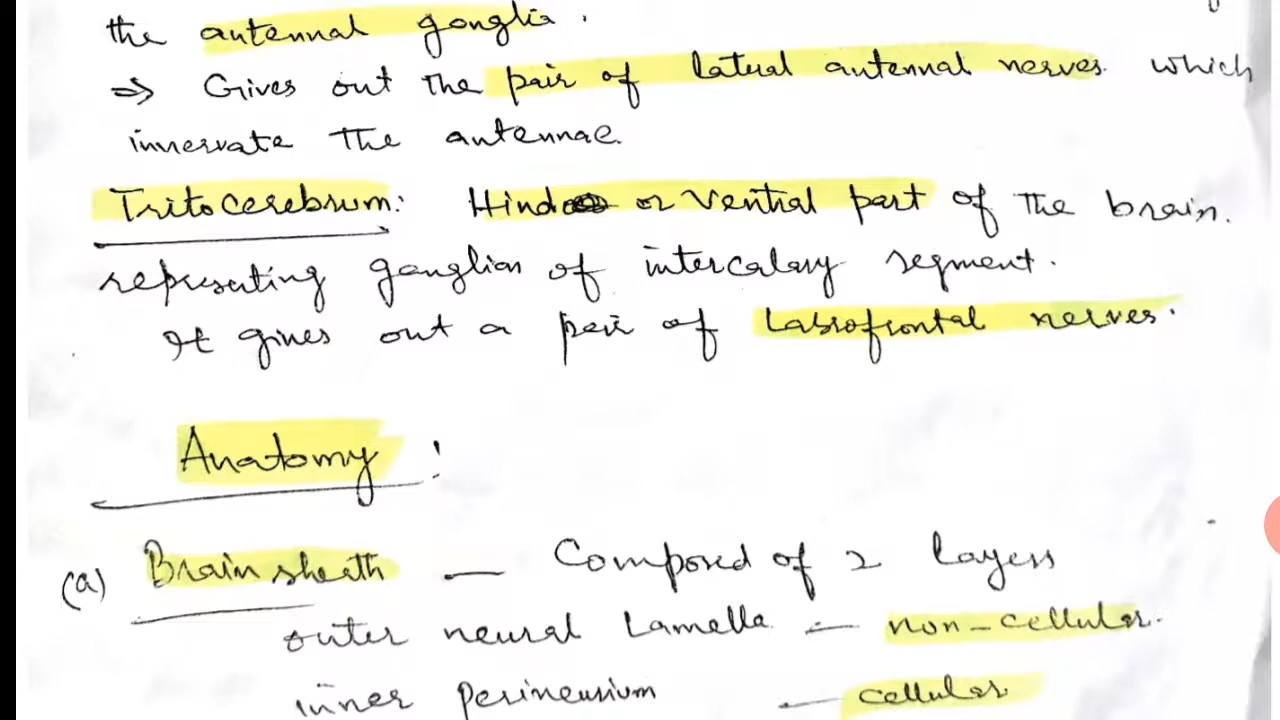 the antennal ganglia.
⇒ Gives out the pair of lateral antennal nerves which
innervate the antennae.
Tritocerebrum: Hind or Ventral part of the brain.
representing ganglion of intercalary segment.
It gives out a pair of Labrofrontal nerves.
Anatomy:
(a) Brain sheath — Composed of 2 layers
outer neural Lamella — non-cellular.
inner Perineurium — cellular.